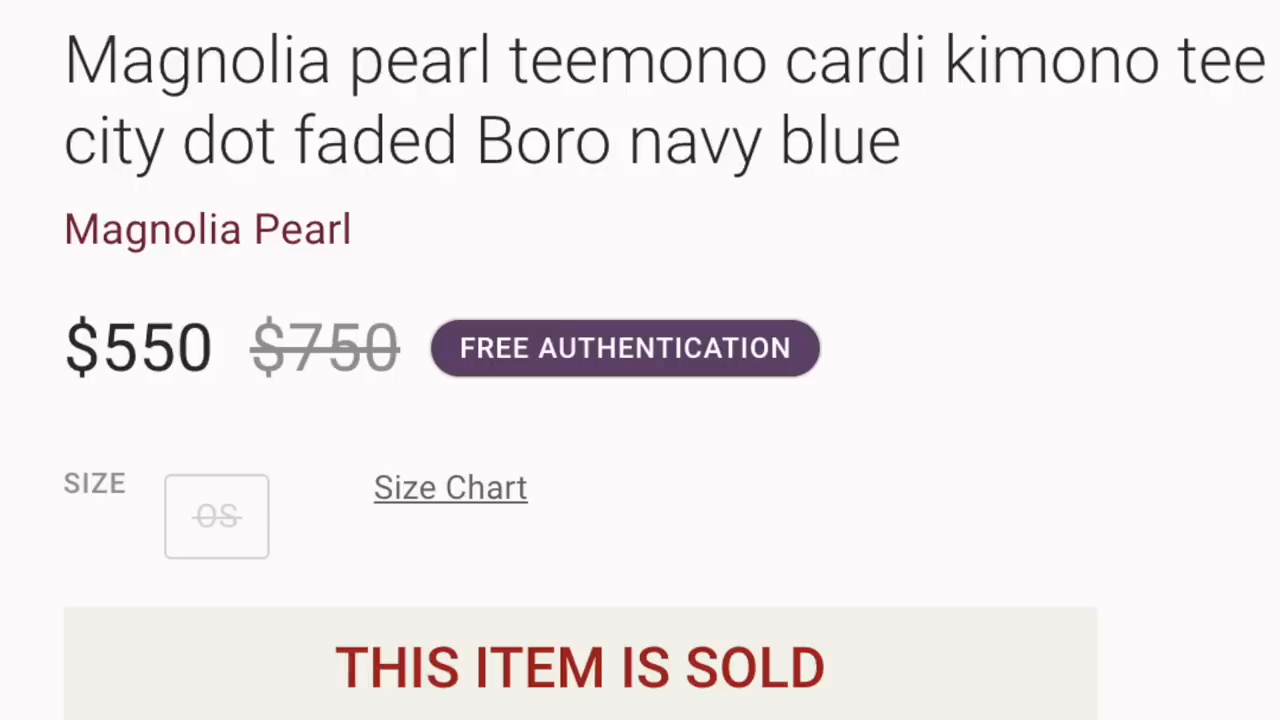 Magnolia pearl teemono cardi kimono tee
city dot faded Boro navy blue
Magnolia Pearl
$550 $750 FREE AUTHENTICATION
SIZE OS Size Chart
THIS ITEM IS SOLD